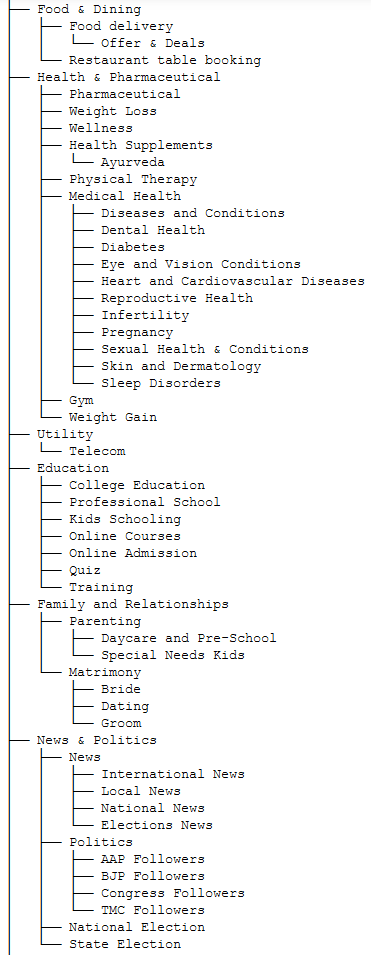 Food & Dining
Food delivery
Offer & Deals
Restaurant table booking
Health & Pharmaceutical
Pharmaceutical
Weight Loss
Wellness
Health Supplements
Ayurveda
Physical Therapy
Medical Health
Diseases and Conditions
Dental Health
Diabetes
Eye and Vision Conditions
Heart and Cardiovascular Diseases
Reproductive Health
Infertility
Pregnancy
Sexual Health & Conditions
Skin and Dermatology
Sleep Disorders
Gym
Weight Gain
Utility
Telecom
Education
College Education
Professional School
Kids Schooling
Online Courses
Online Admission
Quiz
Training
Family and Relationships
Parenting
Daycare and Pre-School
Special Needs Kids
Matrimony
Bride
Dating
Groom
News & Politics
News
International News
Local News
National News
Elections News
Politics
AAP Followers
BJP Followers
Congress Followers
TMC Followers
National Election
State Election